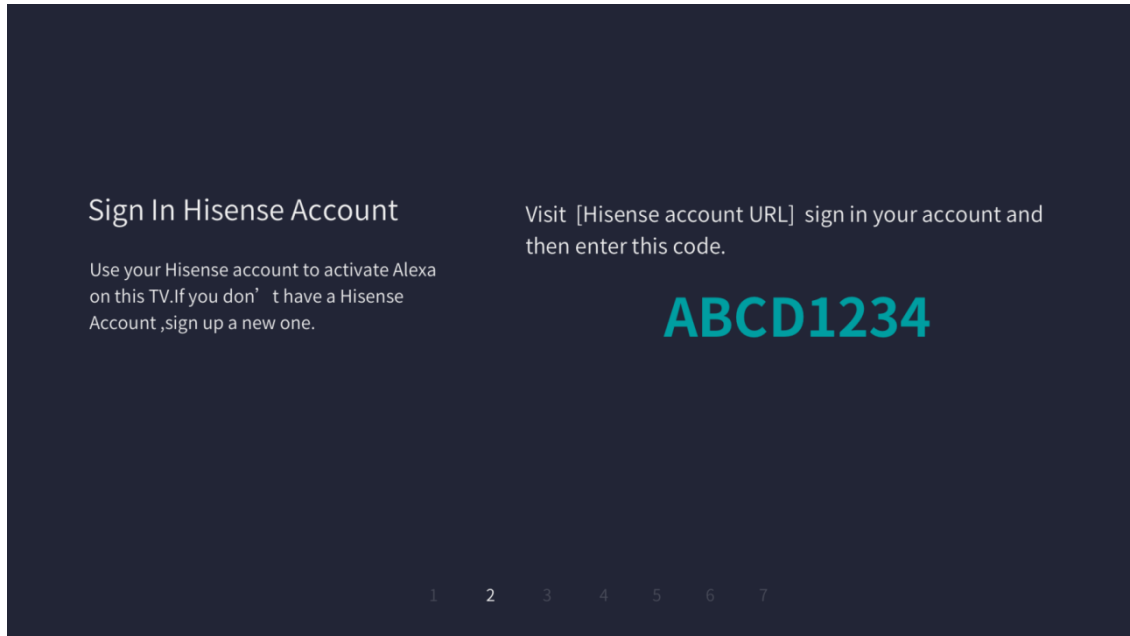 Sign In Hisense Account
Use your Hisense account to activate Alexa
on this TV.If you don’ t have a Hisense
Account ,sign up a new one.
Visit [Hisense account URL] sign in your account and
then enter this code.
ABCD1234
1 2 3 4 5 6 7